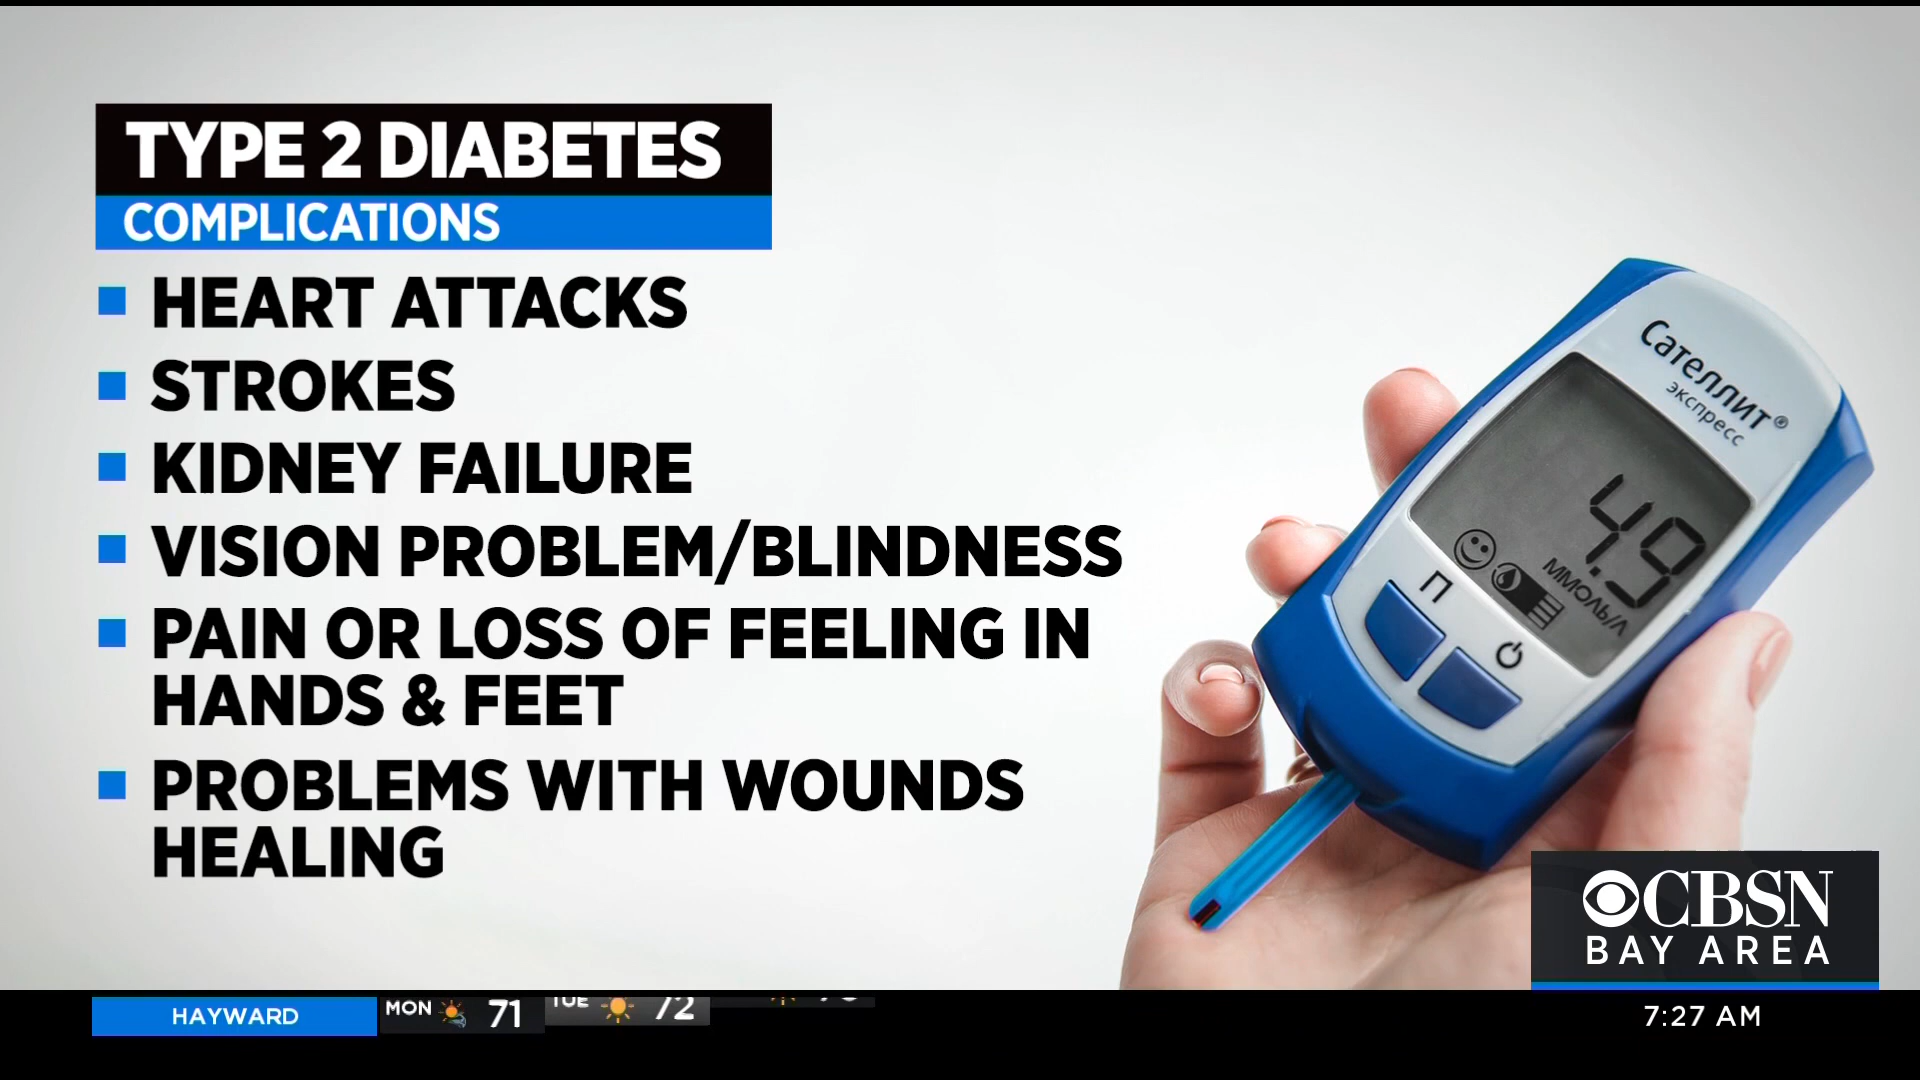 TYPE 2 DIABETES
COMPLICATIONS
HEART ATTACKS
STROKES
KIDNEY FAILURE
VISION PROBLEM/BLINDNESS
PAIN OR LOSS OF FEELING IN
HANDS & FEET
PROBLEMS WITH WOUNDS
HEALING
Сателлит®
экспресс
4.9
ММОЛЬ/Л
П
CBSN
BAY AREA
HAYWARD
MON 71
TUE 72
7:27 AM